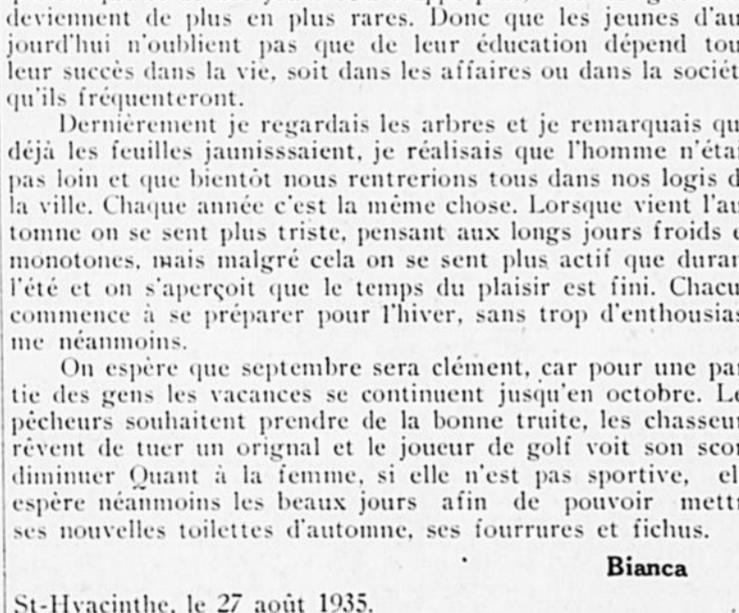 deviennent de plus en plus rares. Donc que les jeunes d'au
jourd'hui n'oublient pas que de leur éducation dépend tou
leur succès dans la vie, soit dans les affaires ou dans la sociét
qu'ils fréquenteront.
Dernièrement je regardais les arbres et je remarquais qu
déjà les feuilles jaunisssaient, je réalisais que l'homme n'étai
pas loin et que bientôt nous rentrerions tous dans nos logis d
la ville. Chaque année c'est la même chose. Lorsque vient l'au
tomne on se sent plus triste, pensant aux longs jours froids e
monotones, mais malgré cela on se sent plus actif que duran
l'été et on s'aperçoit que le temps du plaisir est fini. Chacu
commence à se préparer pour l'hiver, sans trop d'enthousias
me néanmoins.
On espère que septembre sera clément, car pour une par
tie des gens les vacances se continuent jusqu'en octobre. Le
pêcheurs souhaitent prendre de la bonne truite, les chasseur
rêvent de tuer un orignal et le joueur de golf voit son scor
diminuer Quant à la femme, si elle n'est pas sportive, ell
espère néanmoins les beaux jours afin de pouvoir mettr
ses nouvelles toilettes d'automne, ses fourrures et fichus.
Bianca
St-Hyacinthe, le 27 août 1935.